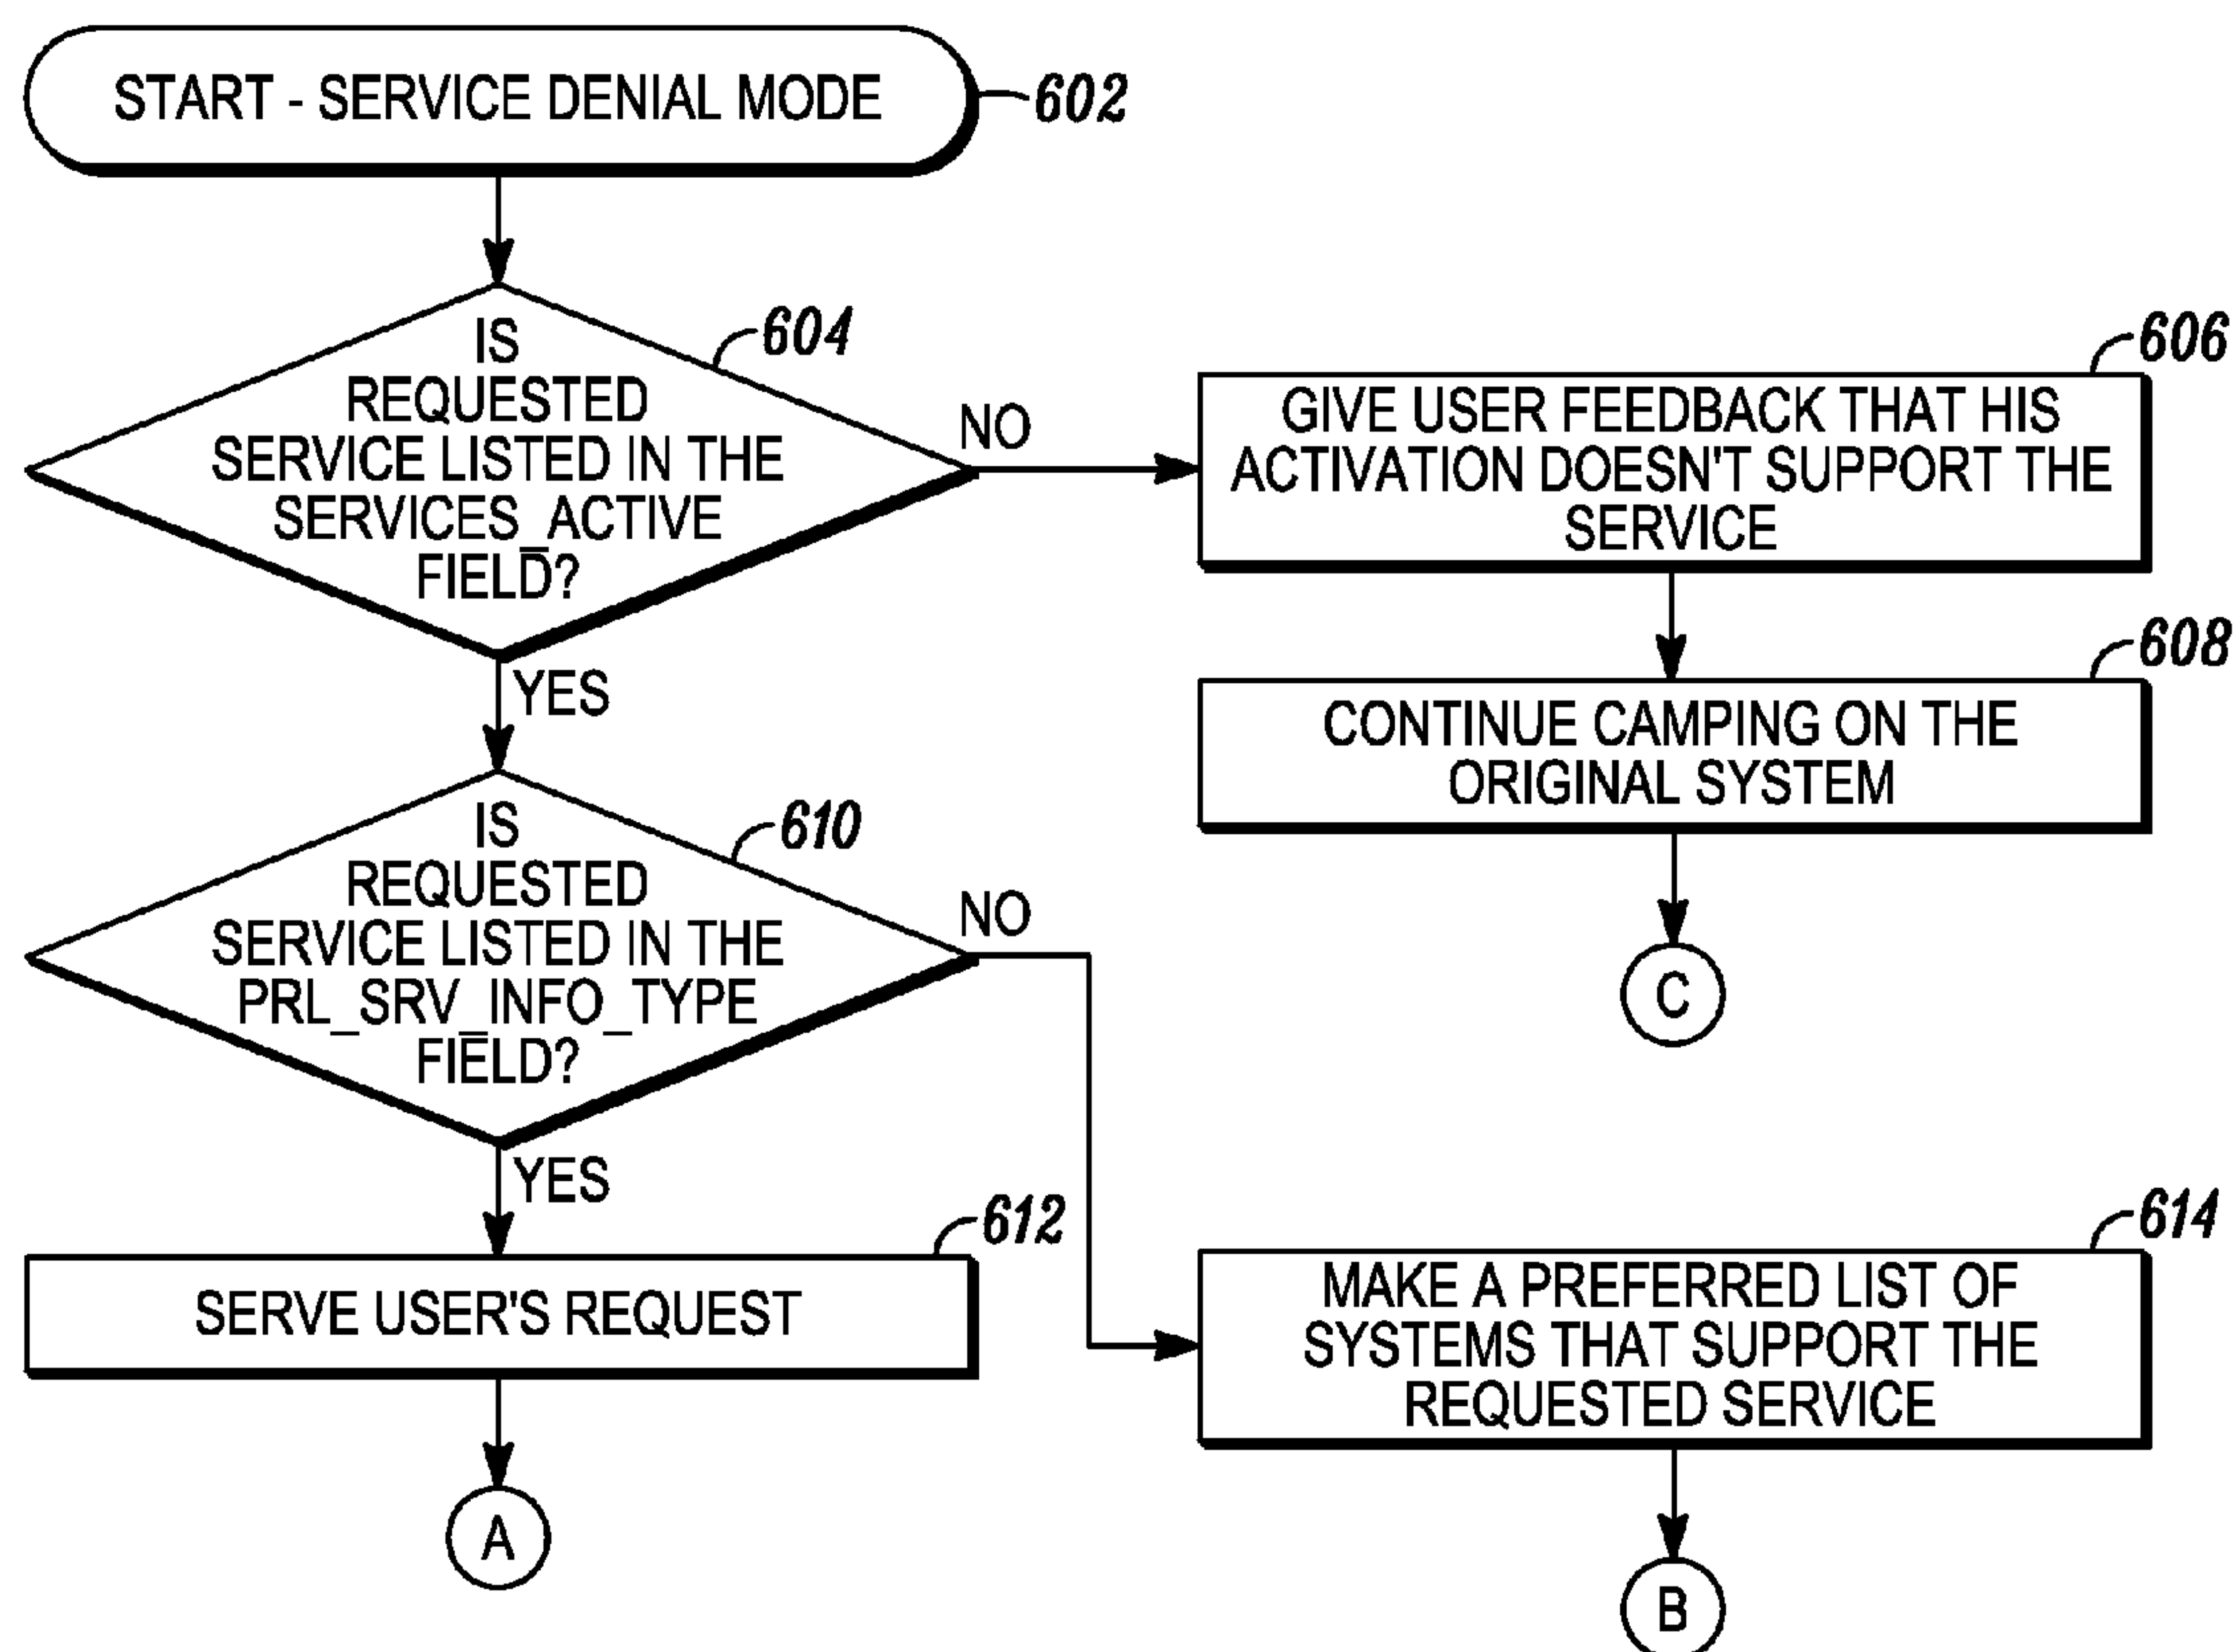 START - SERVICE DENIAL MODE
602
IS
REQUESTED
SERVICE LISTED IN THE
SERVICES_ACTIVE
FIELD?
604
NO
YES
GIVE USER FEEDBACK THAT HIS
ACTIVATION DOESN'T SUPPORT THE
SERVICE
606
CONTINUE CAMPING ON THE
ORIGINAL SYSTEM
608
C
IS
REQUESTED
SERVICE LISTED IN THE
PRL_SRV_INFO_TYPE
FIELD?
610
NO
YES
SERVE USER'S REQUEST
612
A
MAKE A PREFERRED LIST OF
SYSTEMS THAT SUPPORT THE
REQUESTED SERVICE
614
B